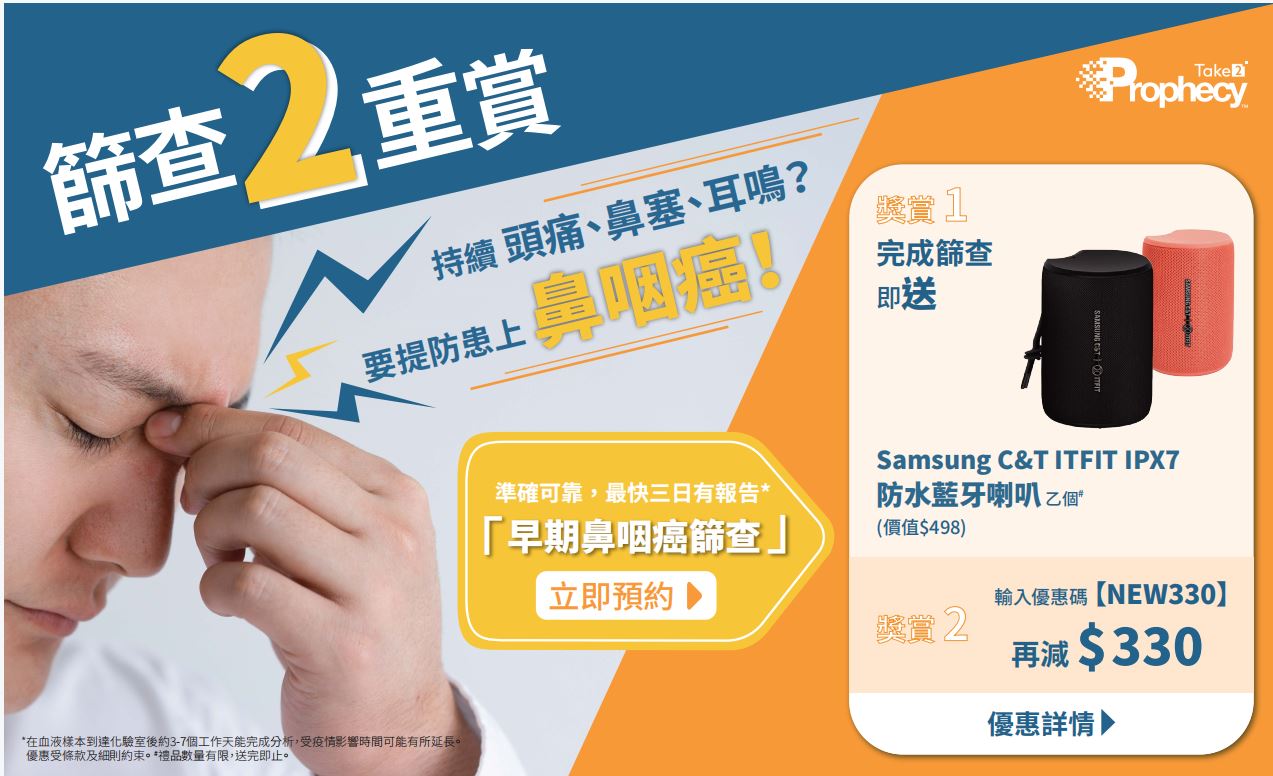 篩查2重賞
Take2
Prophecy™
持續 頭痛、鼻塞、耳鳴？
要提防患上 鼻咽癌！
準確可靠，最快三日有報告*
「早期鼻咽癌篩查」
立即預約
獎賞1
完成篩查
即送
SAMSUNG C&T | ITFIT
Samsung C&T ITFIT IPX7
防水藍牙喇叭 乙個#
(價值$498)
獎賞2
輸入優惠碼【NEW330】
再減 $330
優惠詳情
*在血液樣本到達化驗室後約3-7個工作天能完成分析，受疫情影響時間可能有所延長。
優惠受條款及細則約束。#禮品數量有限，送完即止。